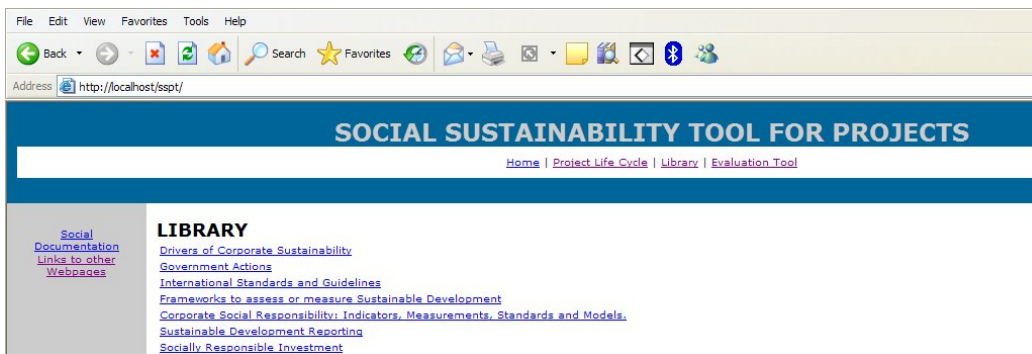 File Edit View Favorites Tools Help
Back Search Favorites
Address http://localhost/sspt/
SOCIAL SUSTAINABILITY TOOL FOR PROJECTS
Home | Project Life Cycle | Library | Evaluation Tool
Social
Documentation
Links to other
Webpages
LIBRARY
Drivers of Corporate Sustainability
Government Actions
International Standards and Guidelines
Frameworks to assess or measure Sustainable Development
Corporate Social Responsibility: Indicators, Measurements, Standards and Models.
Sustainable Development Reporting
Socially Responsible Investment